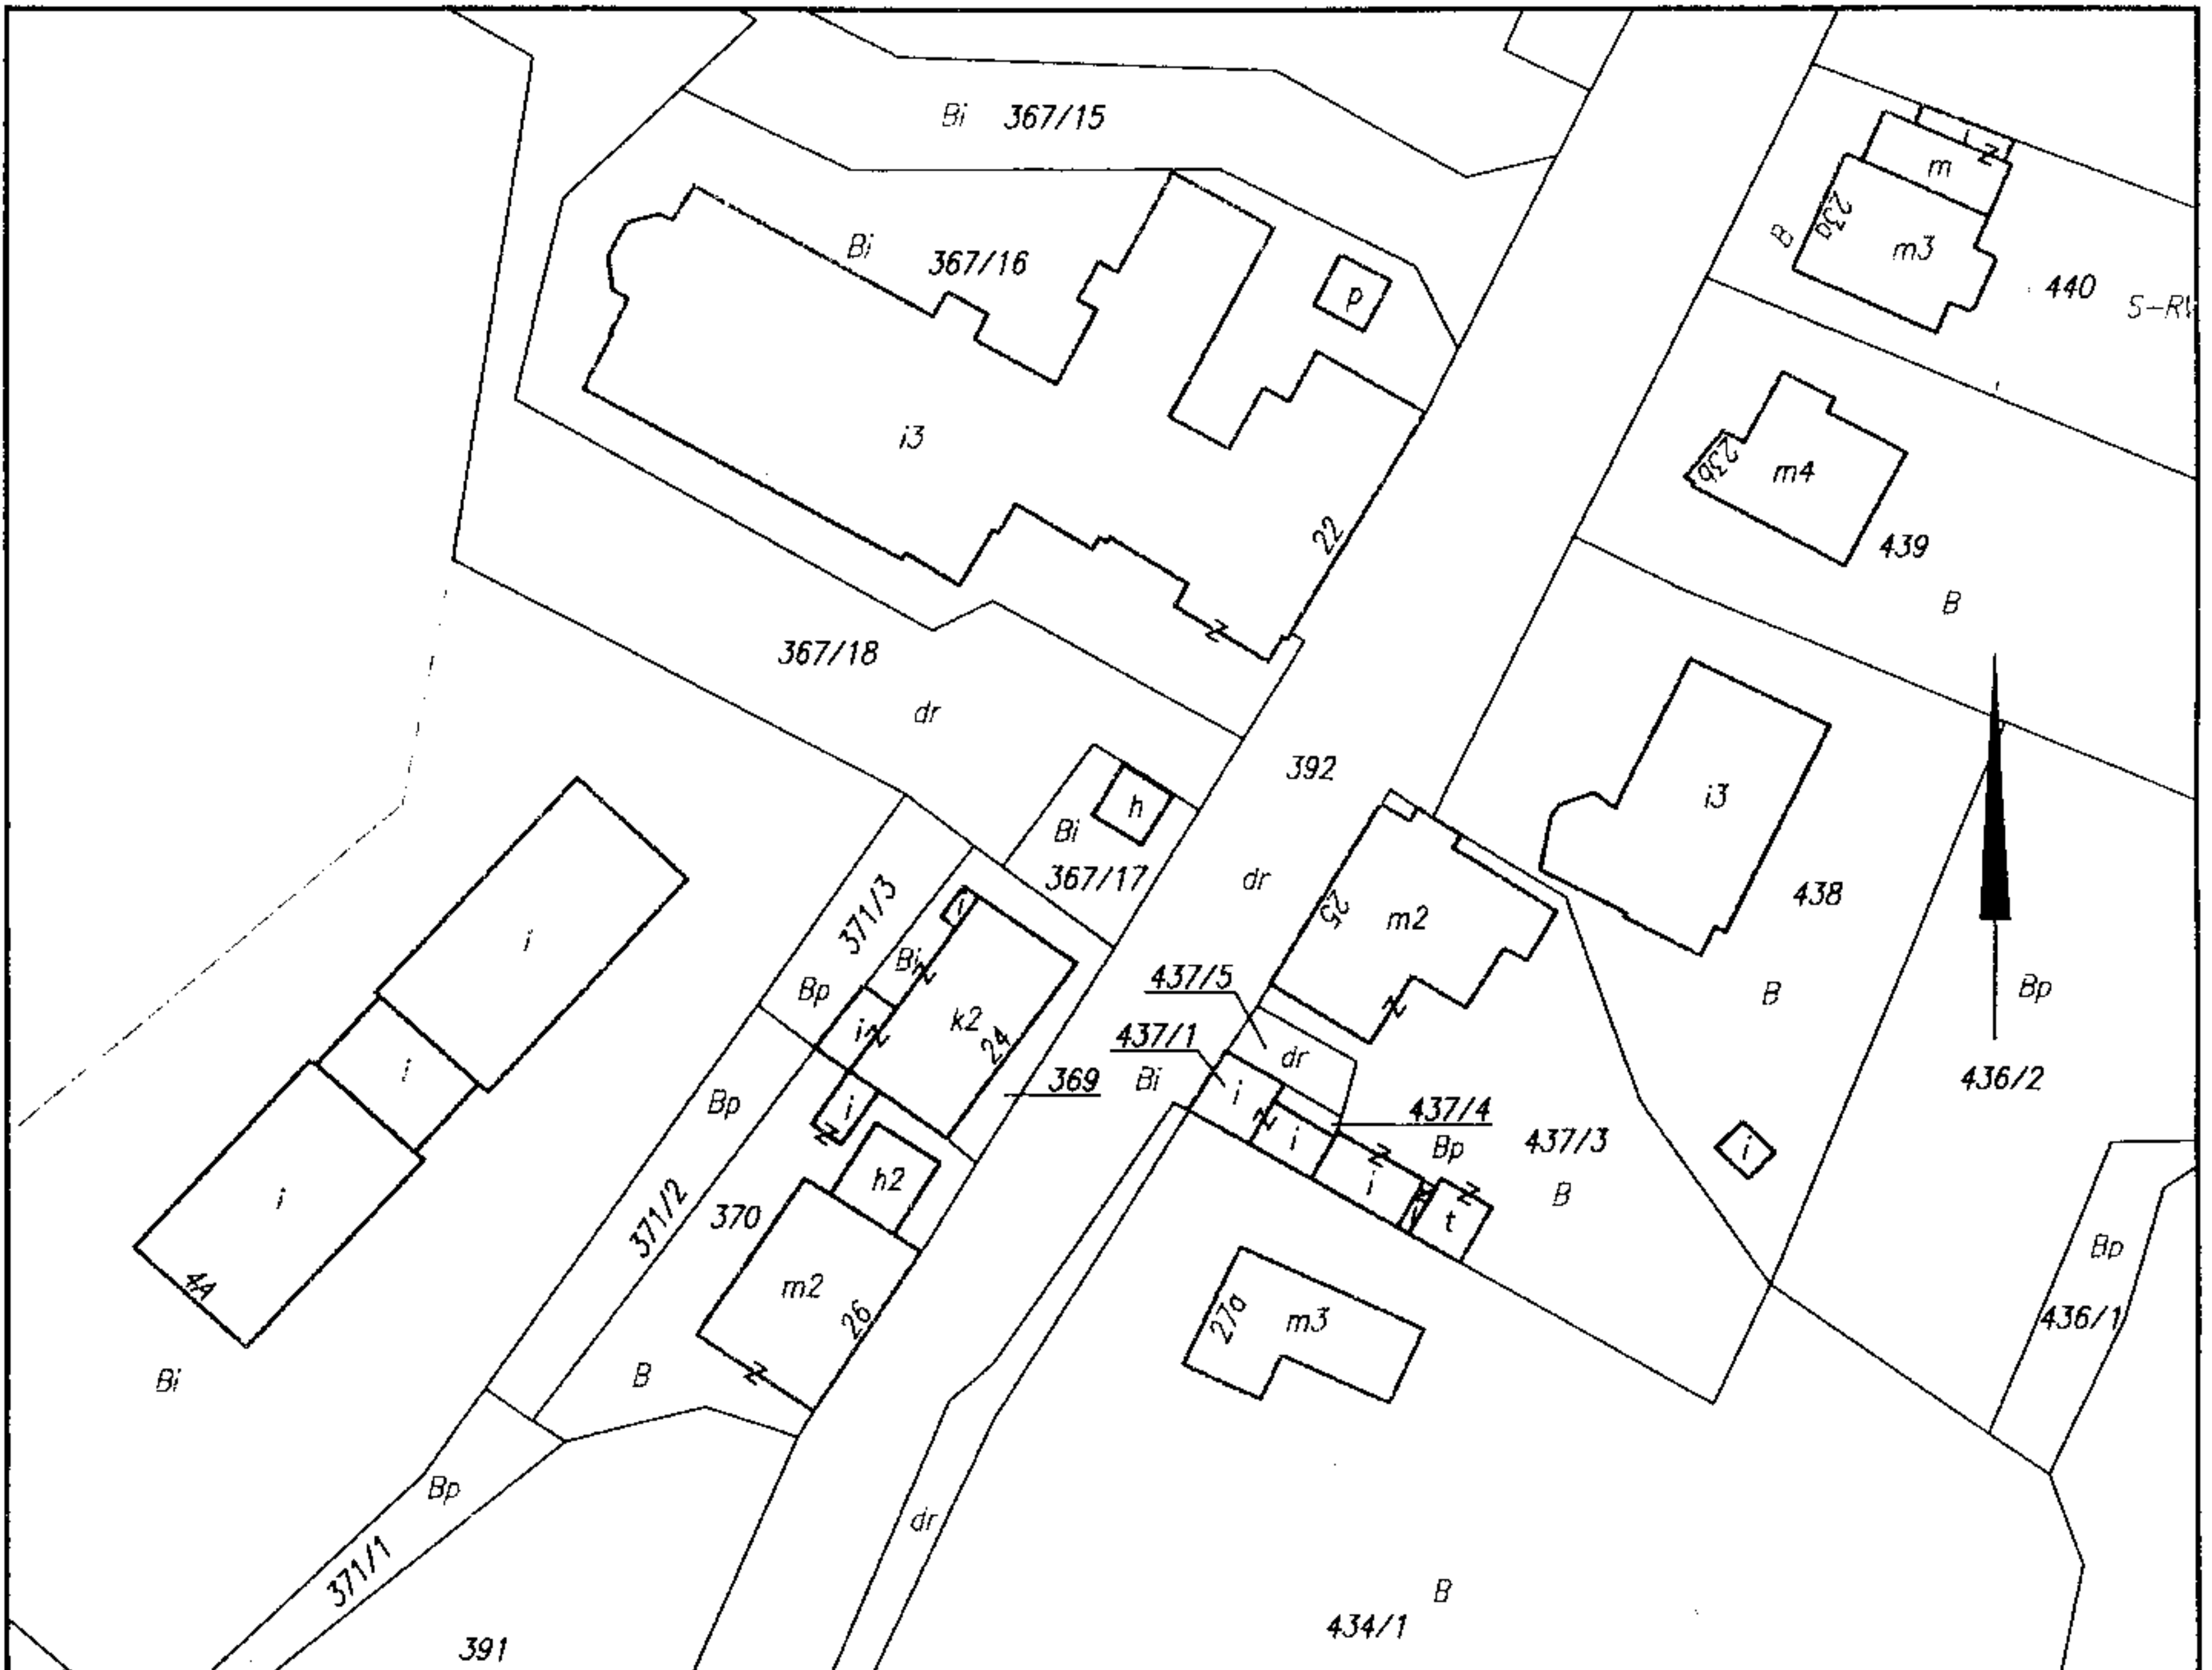 Bi 367/15
m
23a
B
m3
Bi
367/16
p
440
i3
23b
m4
22
439
B
367/18
dr
392
h
i3
Bi
367/17
dr
438
371/3
25
m2
i
Bi
437/5
B
Bp
Bp
i
k2
24
437/1
dr
i
369
Bi
436/2
Bp
i
437/4
i
i
Bp
437/3
i
i
h2
371/2
370
B
i
t
Bp
m2
26
27a
m3
436/1
4A
Bi
B
Bp
dr
371/1
B
434/1
391